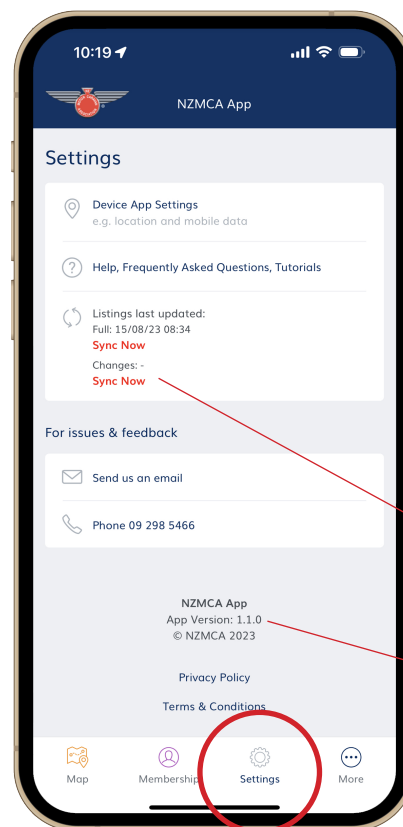 10:19
NZMCA App
Settings
Device App Settings
e.g. location and mobile data
Help, Frequently Asked Questions, Tutorials
Listings last updated:
Full: 15/08/23 08:34
Sync Now
Changes: -
Sync Now
For issues & feedback
Send us an email
Phone 09 298 5466
NZMCA App
App Version: 1.1.0
© NZMCA 2023
Privacy Policy
Terms & Conditions
Map
Membership
Settings
More